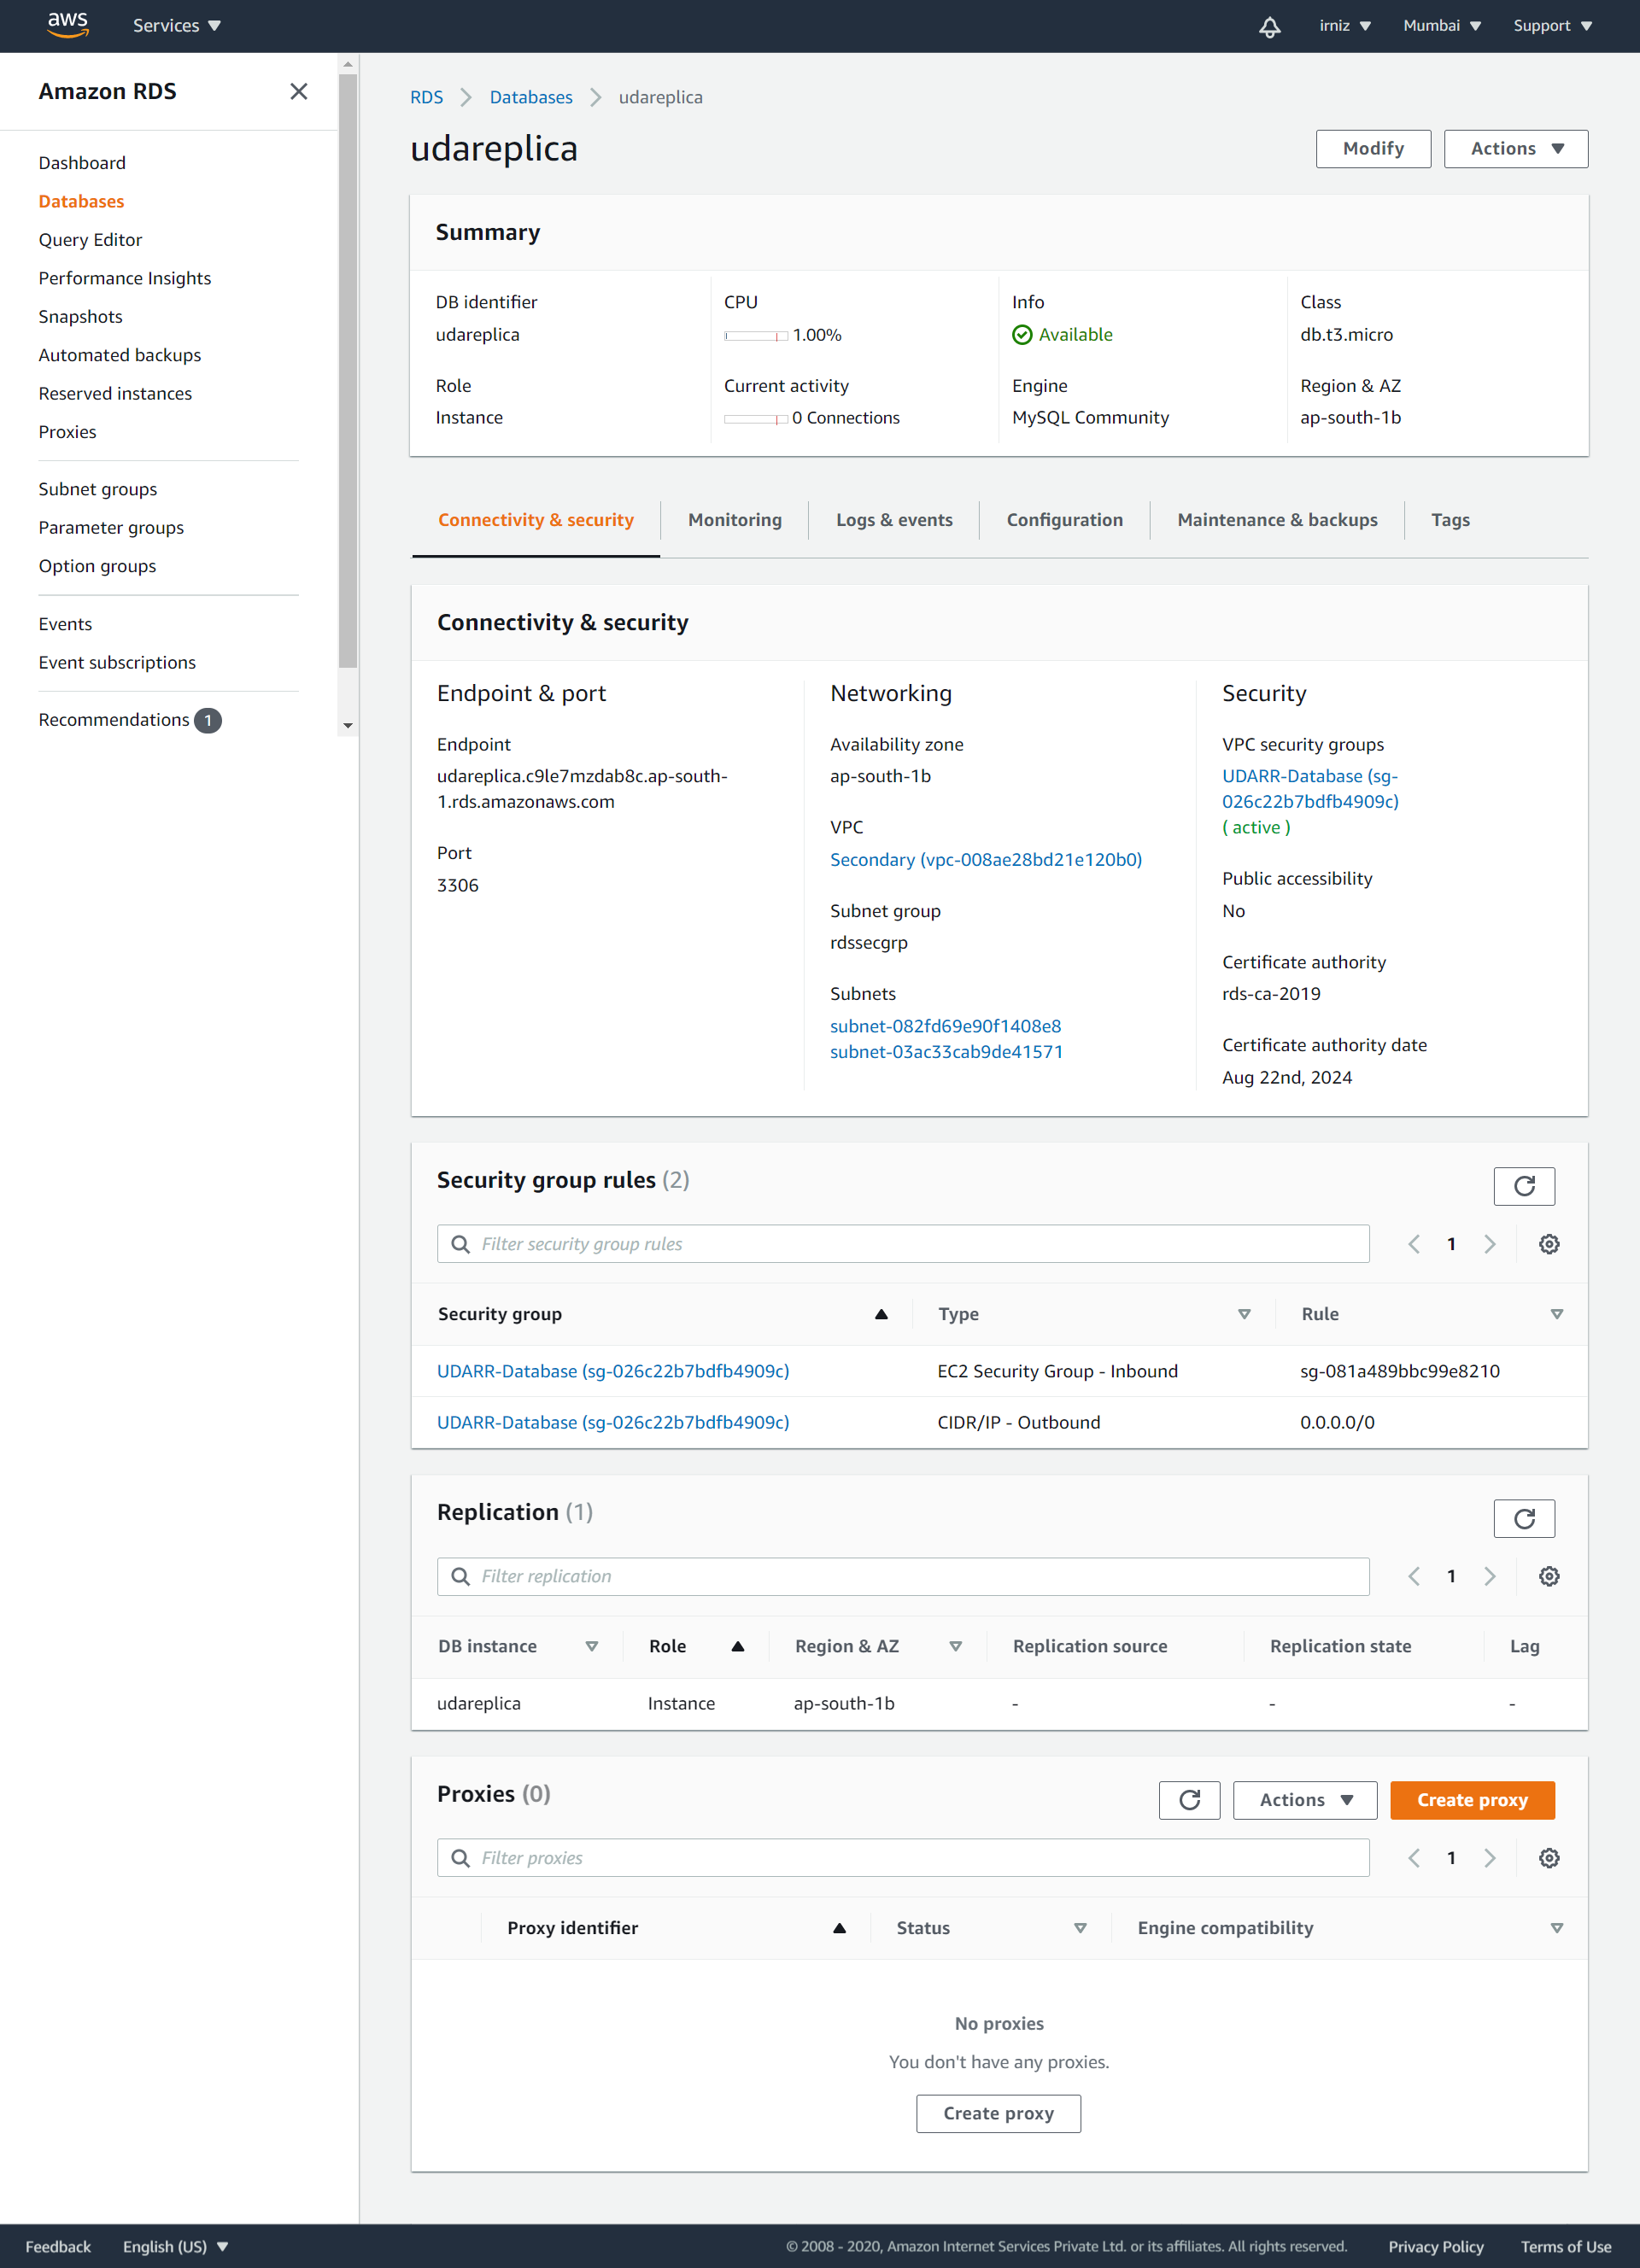 aws
Services
irniz
Mumbai
Support
Amazon RDS
Dashboard
Databases
Query Editor
Performance Insights
Snapshots
Automated backups
Reserved instances
Proxies
Subnet groups
Parameter groups
Option groups
Events
Event subscriptions
Recommendations 1
RDS > Databases > udareplica
udareplica
Modify
Actions
Summary
DB identifier
udareplica
CPU
1.00%
Info
Available
Class
db.t3.micro
Role
Instance
Current activity
0 Connections
Engine
MySQL Community
Region & AZ
ap-south-1b
Connectivity & security
Monitoring
Logs & events
Configuration
Maintenance & backups
Tags
Connectivity & security
Endpoint & port
Endpoint
udareplica.c9le7mzdab8c.ap-south-
1.rds.amazonaws.com
Port
3306
Networking
Availability zone
ap-south-1b
VPC
Secondary (vpc-008ae28bd21e120b0)
Subnet group
rdssecgrp
Subnets
subnet-082fd69e90f1408e8
subnet-03ac33cab9de41571
Security
VPC security groups
UDARR-Database (sg-
026c22b7bdfb4909c)
( active )
Public accessibility
No
Certificate authority
rds-ca-2019
Certificate authority date
Aug 22nd, 2024
Security group rules (2)
Filter security group rules
1
Security group
Type
Rule
UDARR-Database (sg-026c22b7bdfb4909c)
EC2 Security Group - Inbound
sg-081a489bbc99e8210
UDARR-Database (sg-026c22b7bdfb4909c)
CIDR/IP - Outbound
0.0.0.0/0
Replication (1)
Filter replication
1
DB instance
Role
Region & AZ
Replication source
Replication state
Lag
udareplica
Instance
ap-south-1b
-
-
-
Proxies (0)
Actions
Create proxy
Filter proxies
1
Proxy identifier
Status
Engine compatibility
No proxies
You don't have any proxies.
Create proxy
Feedback
English (US)
© 2008 - 2020, Amazon Internet Services Private Ltd. or its affiliates. All rights reserved.
Privacy Policy
Terms of Use